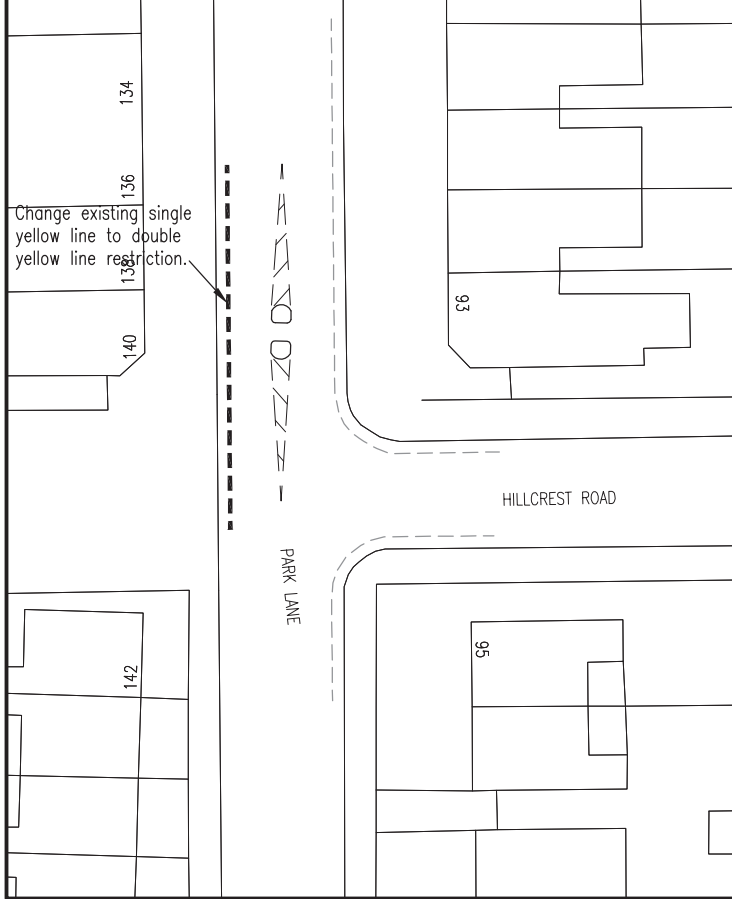 134
136
Change existing single
yellow line to double
yellow line restriction.
138
93
140
HILLCREST ROAD
PARK LANE
95
142